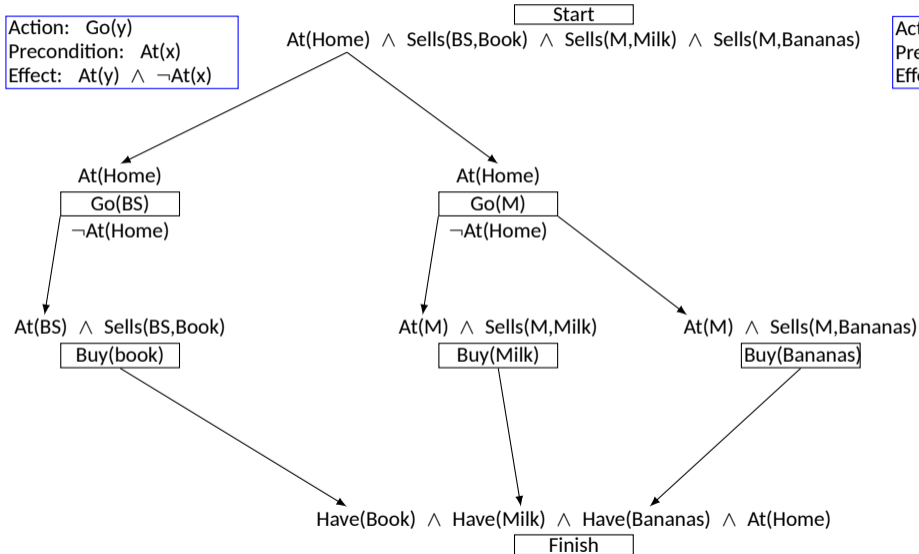 Start
Action: Go(y)
Precondition: At(x)
Effect: At(y) ∧ ¬At(x)
At(Home) ∧ Sells(BS,Book) ∧ Sells(M,Milk) ∧ Sells(M,Bananas)
At(Home)
Go(BS)
¬At(Home)
At(Home)
Go(M)
¬At(Home)
At(BS) ∧ Sells(BS,Book)
Buy(book)
At(M) ∧ Sells(M,Milk)
Buy(Milk)
At(M) ∧ Sells(M,Bananas)
Buy(Bananas)
Have(Book) ∧ Have(Milk) ∧ Have(Bananas) ∧ At(Home)
Finish